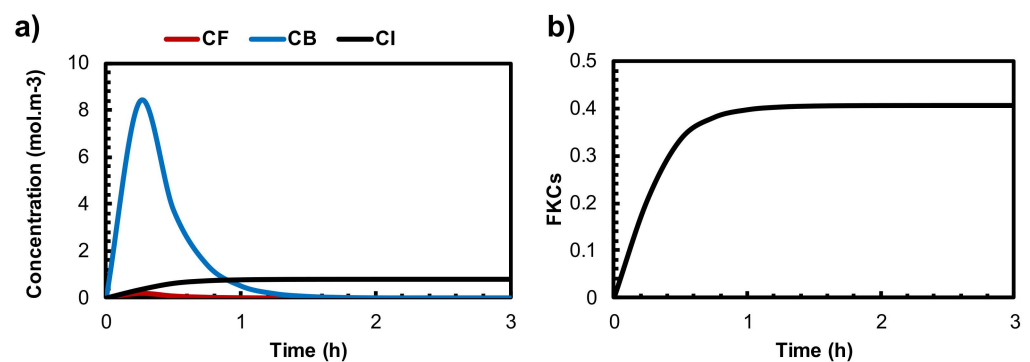 a)
CF CB CI
Concentration (mol.m-3)
10
8
6
4
2
0
0 1 2 3
Time (h)
b)
FKCs
0.5
0.4
0.3
0.2
0.1
0
0 1 2 3
Time (h)